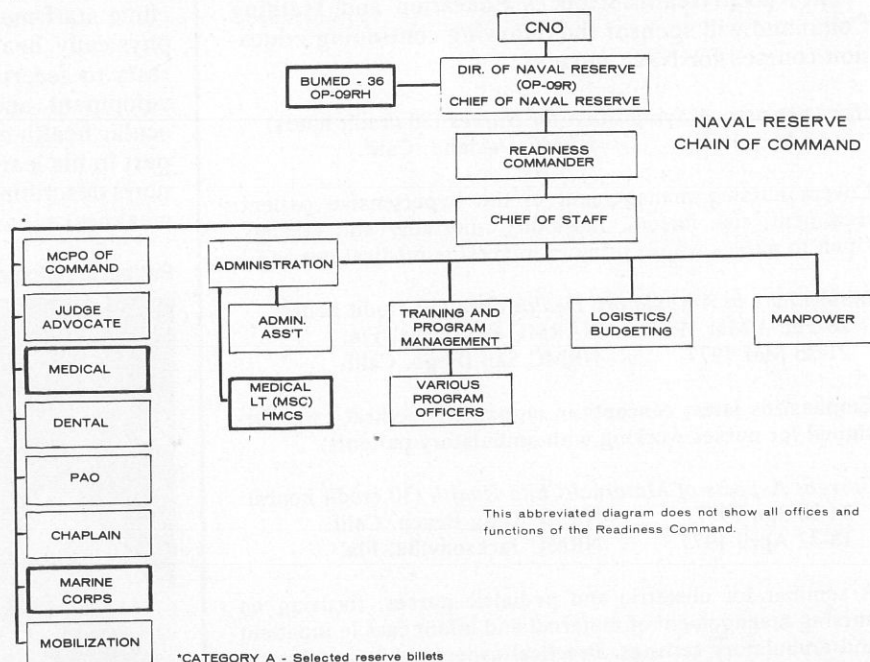 CNO
BUMED - 36
OP-09RH
DIR. OF NAVAL RESERVE
(OP-09R)
CHIEF OF NAVAL RESERVE
NAVAL RESERVE
CHAIN OF COMMAND
READINESS
COMMANDER
CHIEF OF STAFF
MCPO OF
COMMAND
JUDGE
ADVOCATE
MEDICAL
DENTAL
PAO
CHAPLAIN
MARINE
CORPS
MOBILIZATION
ADMINISTRATION
ADMIN.
ASS'T
MEDICAL
LT (MSC)
HMCS
TRAINING AND
PROGRAM
MANAGEMENT
VARIOUS
PROGRAM
OFFICERS
LOGISTICS/
BUDGETING
MANPOWER
This abbreviated diagram does not show all offices and
functions of the Readiness Command.
*CATEGORY A - Selected reserve billets